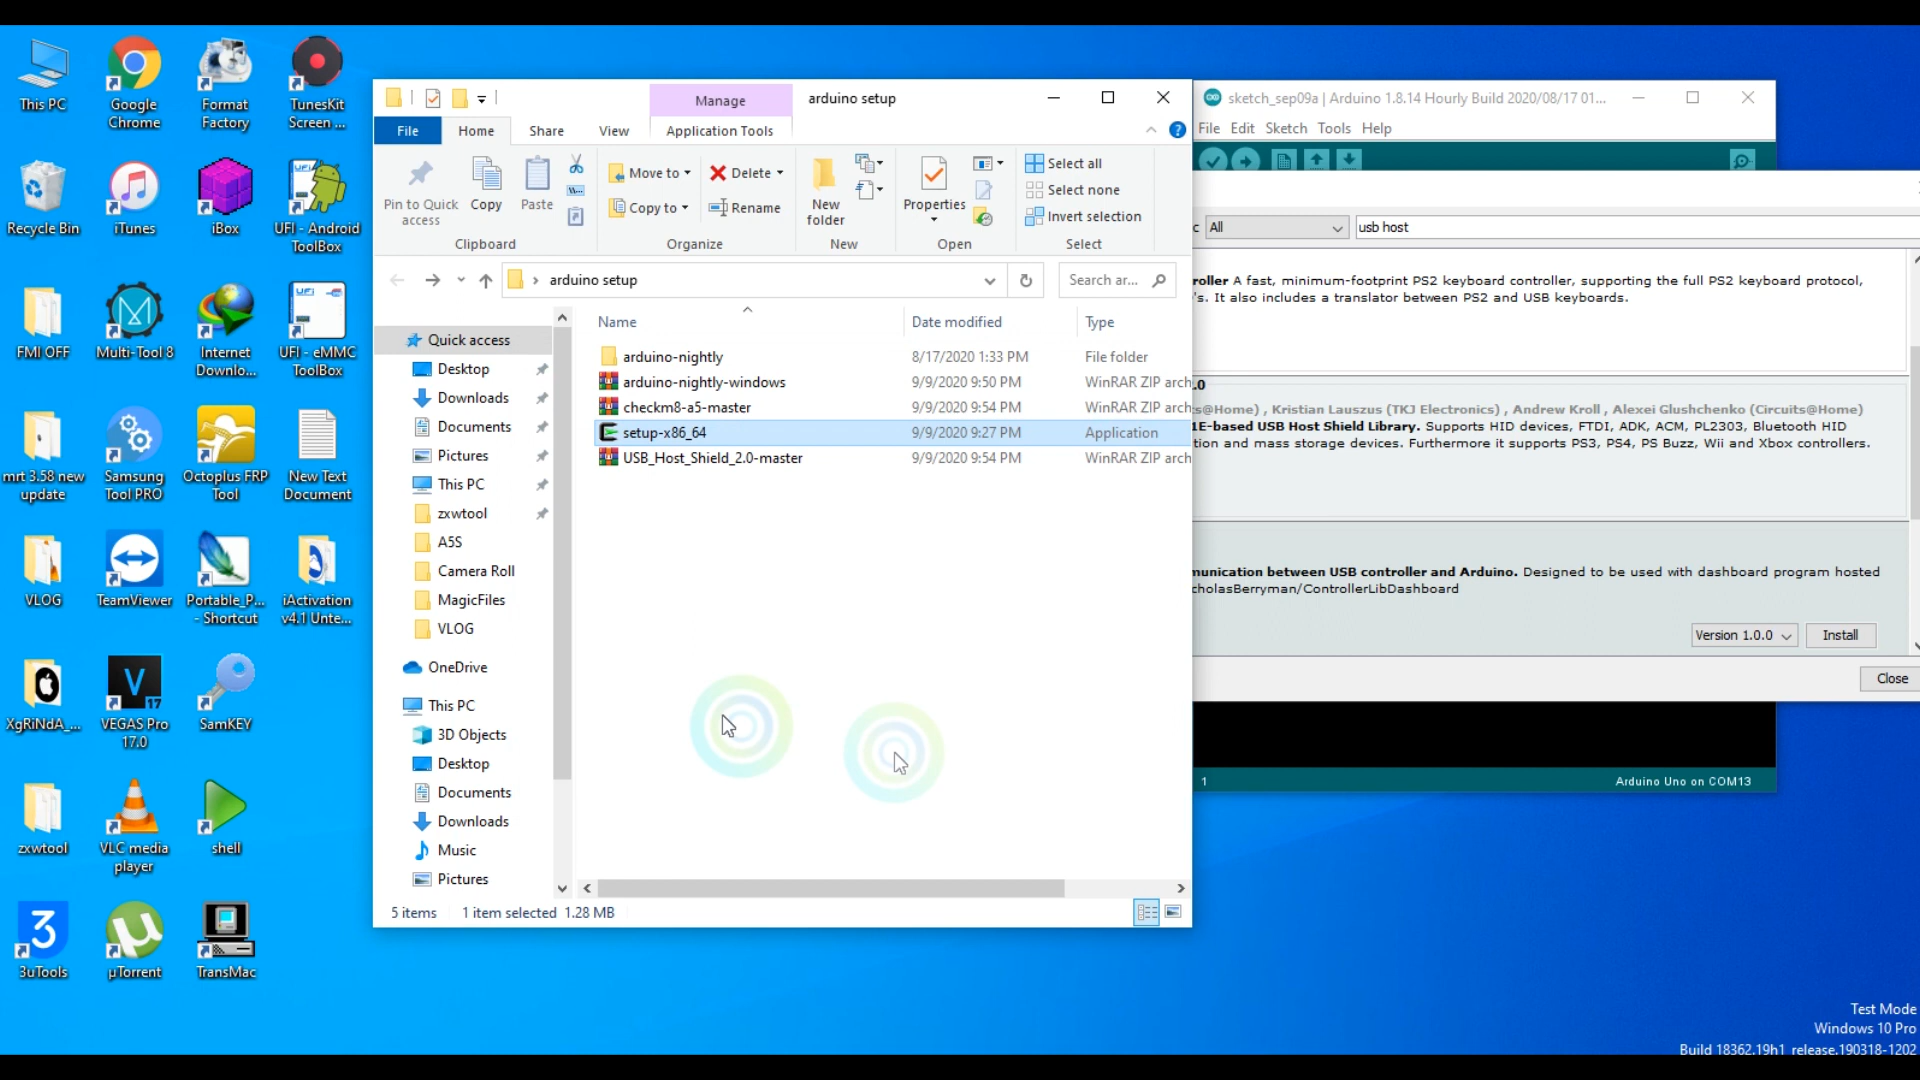 This PC
Google
Chrome
Format
Factory
TunesKit
Screen ...
Recycle Bin
iTunes
iBox
UFI - Android
ToolBox
FMI OFF
Multi-Tool 8
Internet
Downlo...
UFI - eMMC
ToolBox
mrt 3.58 new
update
Samsung
Tool PRO
Octoplus FRP
Tool
New Text
Document
VLOG
TeamViewer
Portable_P...
- Shortcut
iActivation
v4.1 Unte...
XgRiNdA_...
VEGAS Pro
17.0
SamKEY
zxwtool
VLC media
player
shell
3uTools
µTorrent
TransMac
Manage
arduino setup
File
Home
Share
View
Application Tools
Pin to Quick
access
Copy
Paste
Clipboard
Move to
Copy to
Delete
Rename
Organize
New
folder
New
Properties
Open
Select all
Select none
Invert selection
Select
arduino setup
Search ar...
Quick access
Desktop
Downloads
Documents
Pictures
This PC
zxwtool
A5S
Camera Roll
MagicFiles
VLOG
OneDrive
This PC
3D Objects
Desktop
Documents
Downloads
Music
Pictures
Name Date modified Type
arduino-nightly 8/17/2020 1:33 PM File folder
arduino-nightly-windows 9/9/2020 9:50 PM WinRAR ZIP arch
checkm8-a5-master 9/9/2020 9:54 PM WinRAR ZIP arch
setup-x86_64 9/9/2020 9:27 PM Application
USB_Host_Shield_2.0-master 9/9/2020 9:54 PM WinRAR ZIP arch
5 items 1 item selected 1.28 MB
sketch_sep09a | Arduino 1.8.14 Hourly Build 2020/08/17 01...
File Edit Sketch Tools Help
c All usb host
roller A fast, minimum-footprint PS2 keyboard controller, supporting the full PS2 keyboard protocol,
's. It also includes a translator between PS2 and USB keyboards.
.0
s@Home) , Kristian Lauszus (TKJ Electronics) , Andrew Kroll , Alexei Glushchenko (Circuits@Home)
1E-based USB Host Shield Library. Supports HID devices, FTDI, ADK, ACM, PL2303, Bluetooth HID
tion and mass storage devices. Furthermore it supports PS3, PS4, PS Buzz, Wii and Xbox controllers.
munication between USB controller and Arduino. Designed to be used with dashboard program hosted
cholasBerryman/ControllerLibDashboard
Version 1.0.0 Install
Close
1 Arduino Uno on COM13
Test Mode
Windows 10 Pro
Build 18362.19h1_release.190318-1202